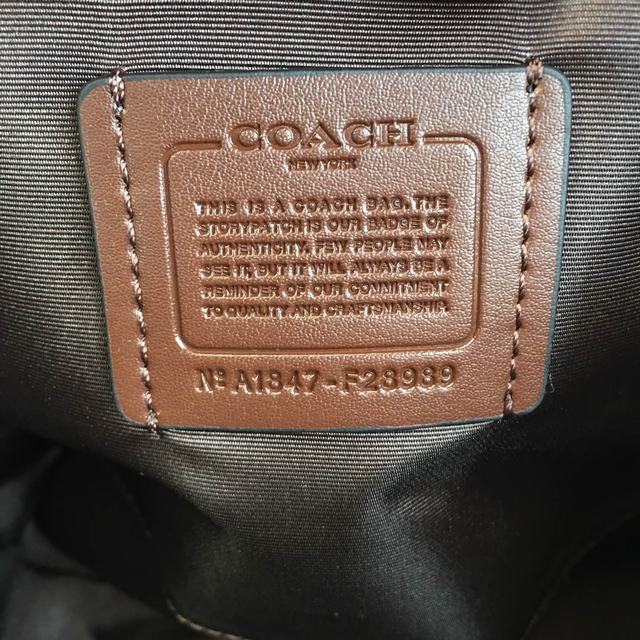 COACH
NEW YORK
THIS IS A COACH BAG. THE
STORYPATCH IS OUR BADGE OF
AUTHENTICITY. FEW PEOPLE MAY
SEE IT, BUT IT WILL ALWAYS BE A
REMINDER OF OUR COMMITMENT
TO QUALITY AND CRAFTSMANSHIP.
Nº A1847-F28989